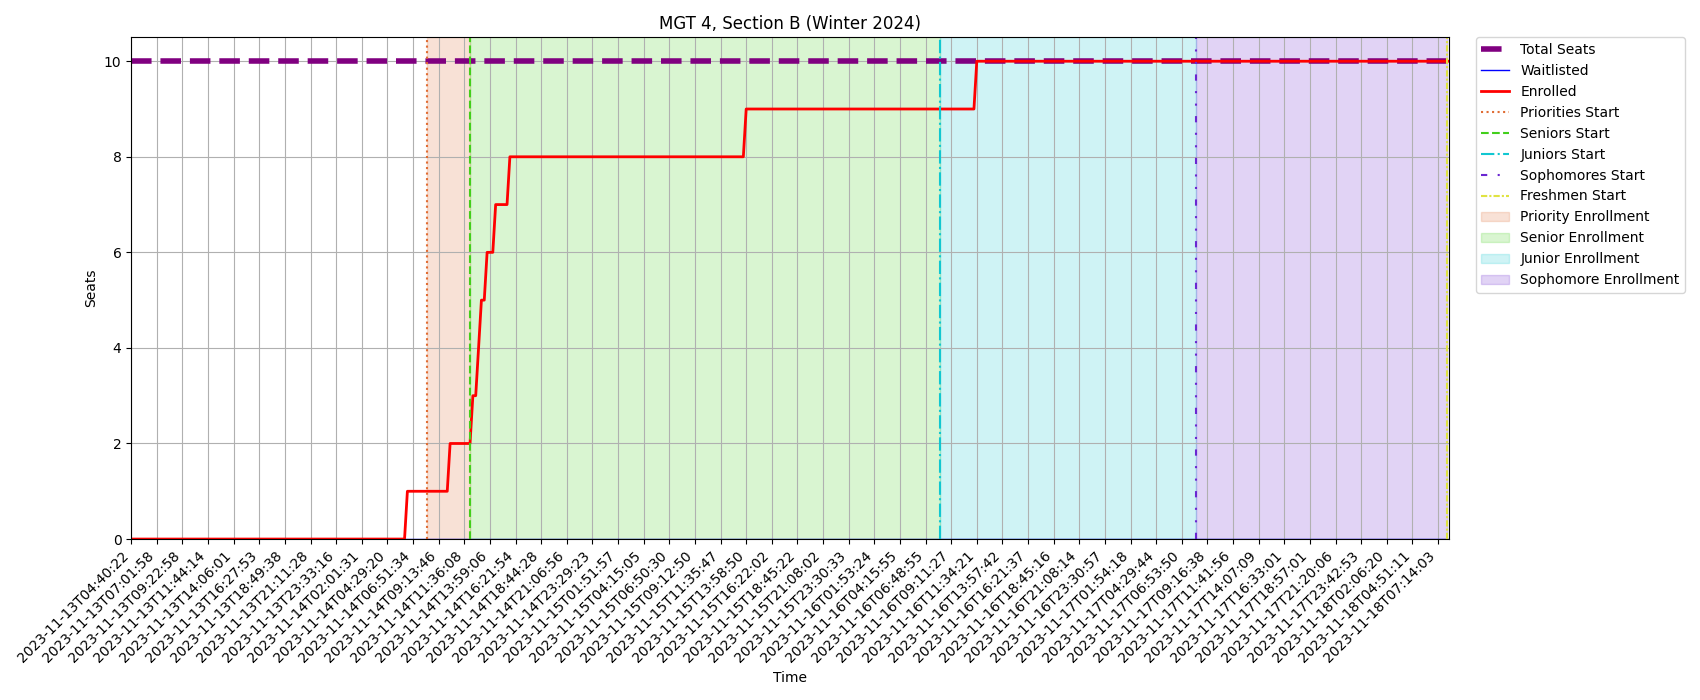 MGT 4, Section B (Winter 2024)
Seats
10
8
6
4
2
0
2023-11-13T04:40:22
2023-11-13T07:01:58
2023-11-13T09:22:58
2023-11-13T11:44:14
2023-11-13T14:06:01
2023-11-13T16:27:53
2023-11-13T18:49:38
2023-11-13T21:11:28
2023-11-13T23:33:16
2023-11-14T02:01:31
2023-11-14T04:29:20
2023-11-14T06:51:34
2023-11-14T09:13:46
2023-11-14T11:36:08
2023-11-14T13:59:06
2023-11-14T16:21:54
2023-11-14T18:44:28
2023-11-14T21:06:56
2023-11-14T23:29:23
2023-11-15T01:51:57
2023-11-15T04:15:05
2023-11-15T06:50:30
2023-11-15T09:12:50
2023-11-15T11:35:47
2023-11-15T13:58:50
2023-11-15T16:22:02
2023-11-15T18:45:22
2023-11-15T21:08:02
2023-11-15T23:30:33
2023-11-16T01:53:24
2023-11-16T04:15:55
2023-11-16T06:48:55
2023-11-16T09:11:27
2023-11-16T11:34:21
2023-11-16T13:57:42
2023-11-16T16:21:37
2023-11-16T18:45:16
2023-11-16T21:08:14
2023-11-16T23:30:57
2023-11-17T01:54:18
2023-11-17T04:29:44
2023-11-17T06:53:50
2023-11-17T09:16:38
2023-11-17T11:41:56
2023-11-17T14:07:09
2023-11-17T16:33:01
2023-11-17T18:57:01
2023-11-17T21:20:06
2023-11-17T23:42:53
2023-11-18T02:06:20
2023-11-18T04:51:11
2023-11-18T07:14:03
Time
Total Seats
Waitlisted
Enrolled
Priorities Start
Seniors Start
Juniors Start
Sophomores Start
Freshmen Start
Priority Enrollment
Senior Enrollment
Junior Enrollment
Sophomore Enrollment